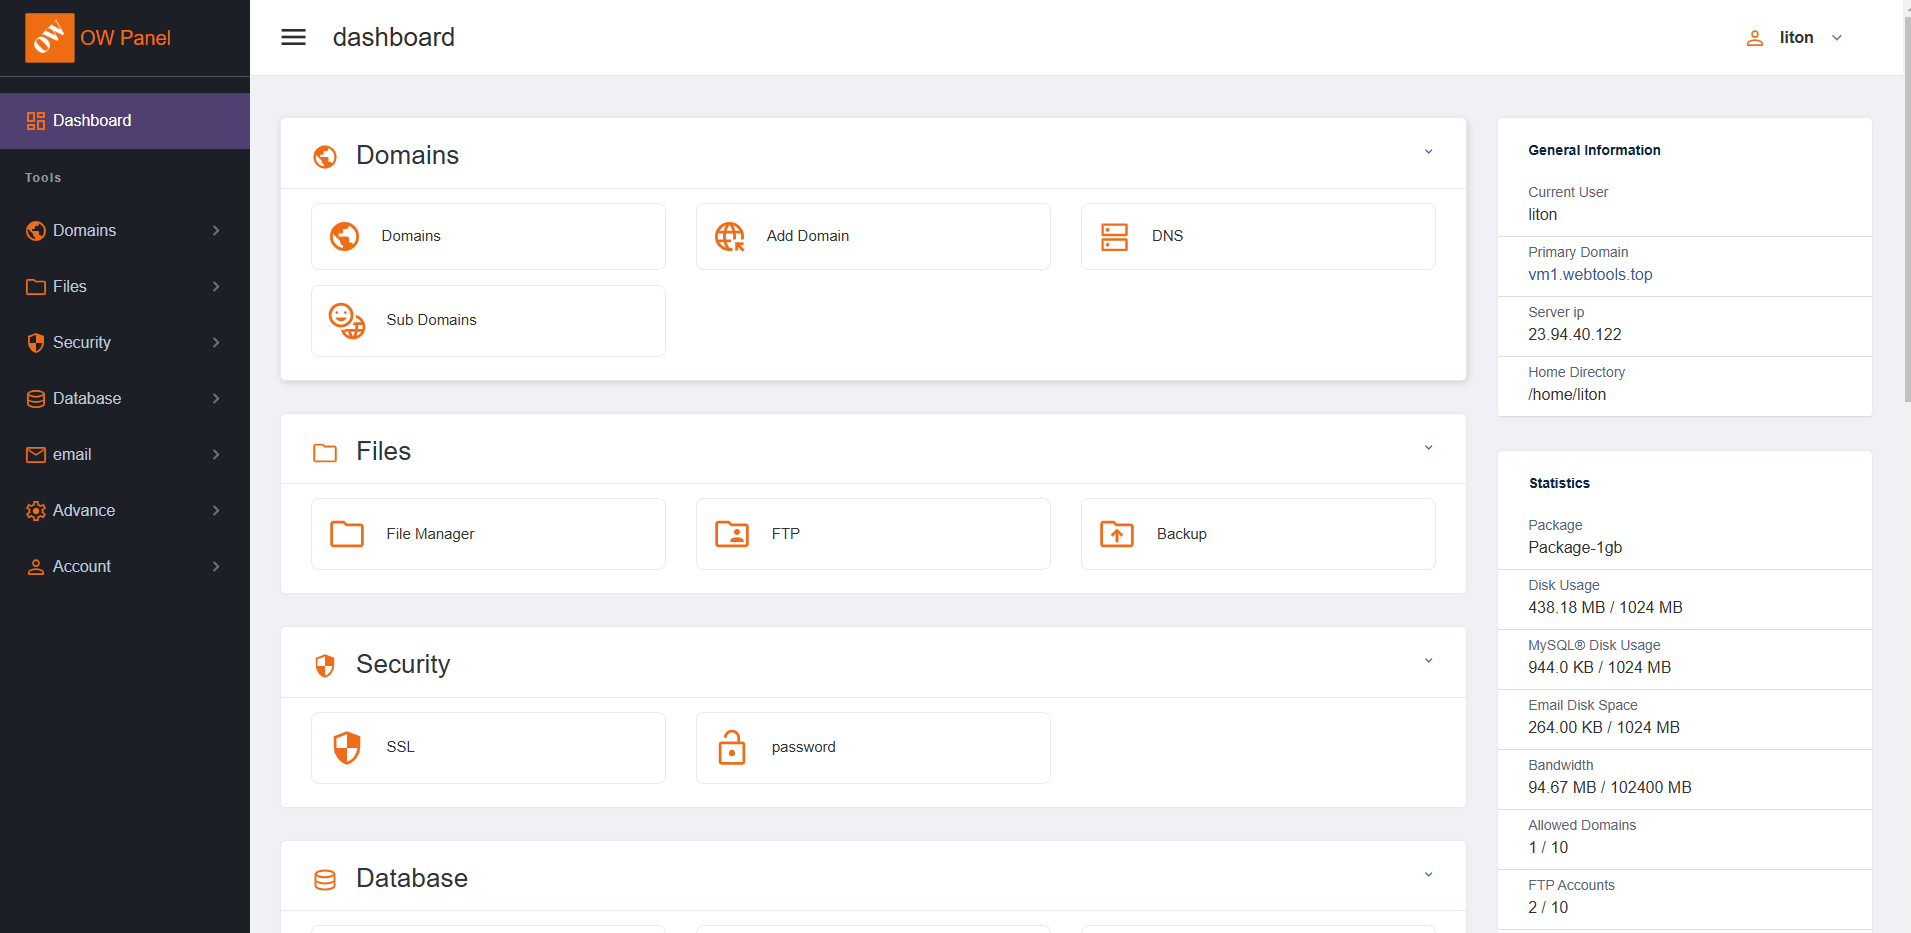 OW
OW Panel
dashboard
liton
Dashboard
Tools
Domains
Files
Security
Database
email
Advance
Account
Domains
Domains
Add Domain
DNS
Sub Domains
Files
File Manager
FTP
Backup
Security
SSL
password
Database
General Information
Current User
liton
Primary Domain
vm1.webtools.top
Server ip
23.94.40.122
Home Directory
/home/liton
Statistics
Package
Package-1gb
Disk Usage
438.18 MB / 1024 MB
MySQL® Disk Usage
944.0 KB / 1024 MB
Email Disk Space
264.00 KB / 1024 MB
Bandwidth
94.67 MB / 102400 MB
Allowed Domains
1 / 10
FTP Accounts
2 / 10